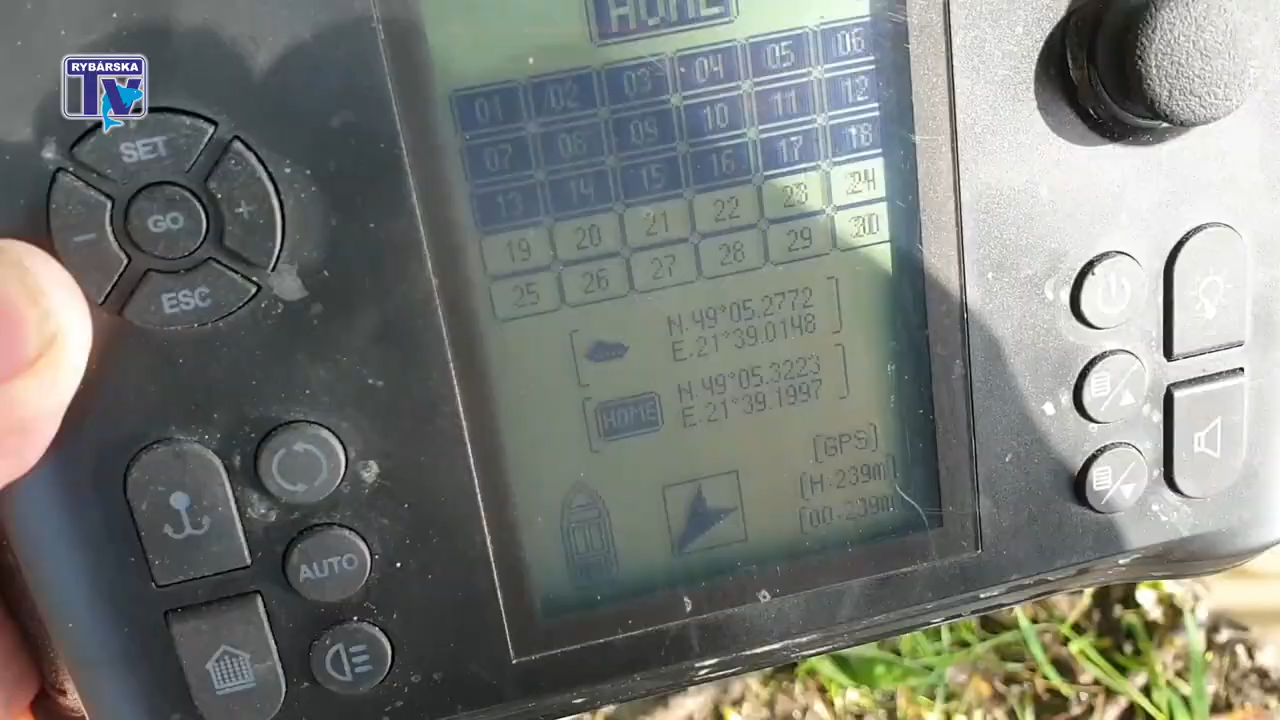 RYBÁRSKA
TV
SET
-
GO
+
ESC
AUTO
HOME
01 02 03 04 05 06
07 08 09 10 11 12
13 14 15 16 17 18
19 20 21 22 23 24
25 26 27 28 29 30
N.49°05.2772
E.21°39.0148
HOME
N.49°05.3223
E.21°39.1997
[GPS]
[H-239m]
[00-239m